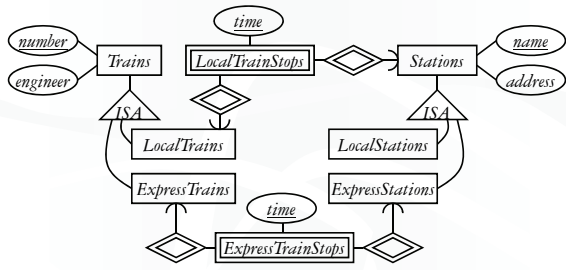 time
number
name
Trains
LocalTrainStops
Stations
engineer
address
ISA
ISA
LocalTrains
LocalStations
ExpressTrains
ExpressStations
time
ExpressTrainStops